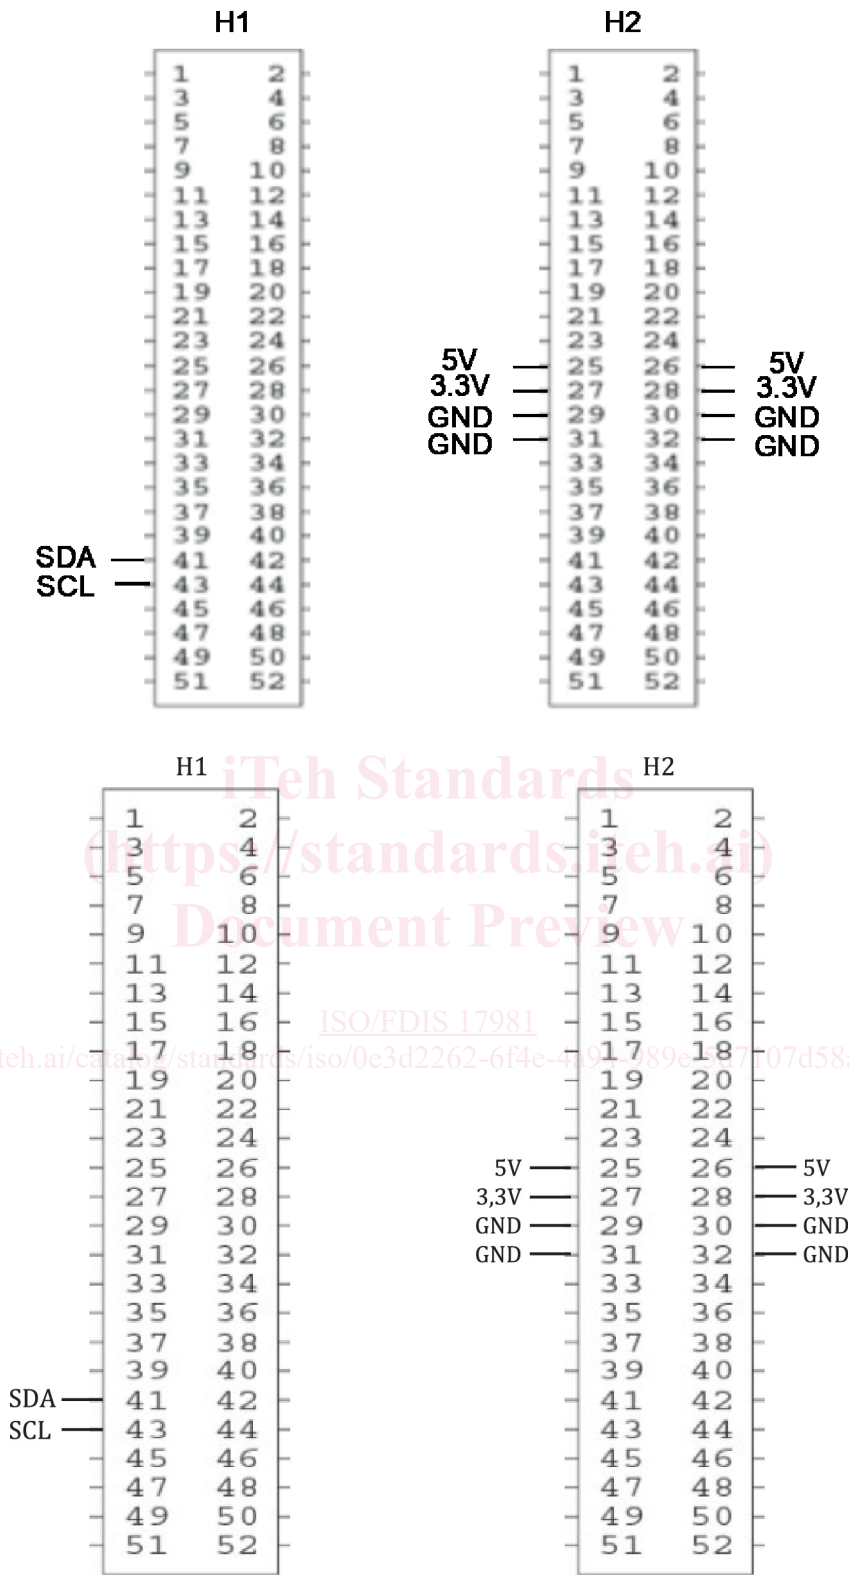 H1 H2
1 2 1 2
3 4 3 4
5 6 5 6
7 8 7 8
9 10 9 10
11 12 11 12
13 14 13 14
15 16 15 16
17 18 17 18
19 20 19 20
21 22 21 22
23 24 23 24
25 26 5V 25 26 5V
27 28 3.3V 27 28 3.3V
29 30 GND 29 30 GND
31 32 GND 31 32 GND
33 34 33 34
35 36 35 36
37 38 37 38
39 40 39 40
SDA 41 42 41 42
SCL 43 44 43 44
45 46 45 46
47 48 47 48
49 50 49 50
51 52 51 52
H1 H2
iTeh Standards
1 2 1 2
(https://standards.iteh.ai)
3 4 3 4
5 6 5 6
7 8 7 8
Document Preview
9 10 9 10
11 12 11 12
13 14 13 14
15 16 15 16
ISO/FDIS 17981
17 18 17 18
teh.ai/catalog/standards/iso/0e3d2262-6f4e-4a94-989e-5d7107d58a
19 20 19 20
21 22 21 22
23 24 23 24
25 26 5V 25 26 5V
27 28 3,3V 27 28 3,3V
29 30 GND 29 30 GND
31 32 GND 31 32 GND
33 34 33 34
35 36 35 36
37 38 37 38
39 40 39 40
SDA 41 42 41 42
SCL 43 44 43 44
45 46 45 46
47 48 47 48
49 50 49 50
51 52 51 52